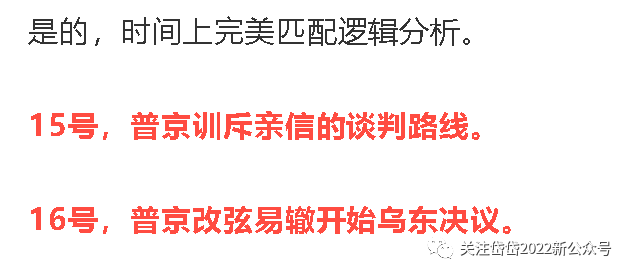 是的，时间上完美匹配逻辑分析。
15号，普京训斥亲信的谈判路线。
16号，普京改弦易辙开始乌东决议。
关注岱岱2022新公众号